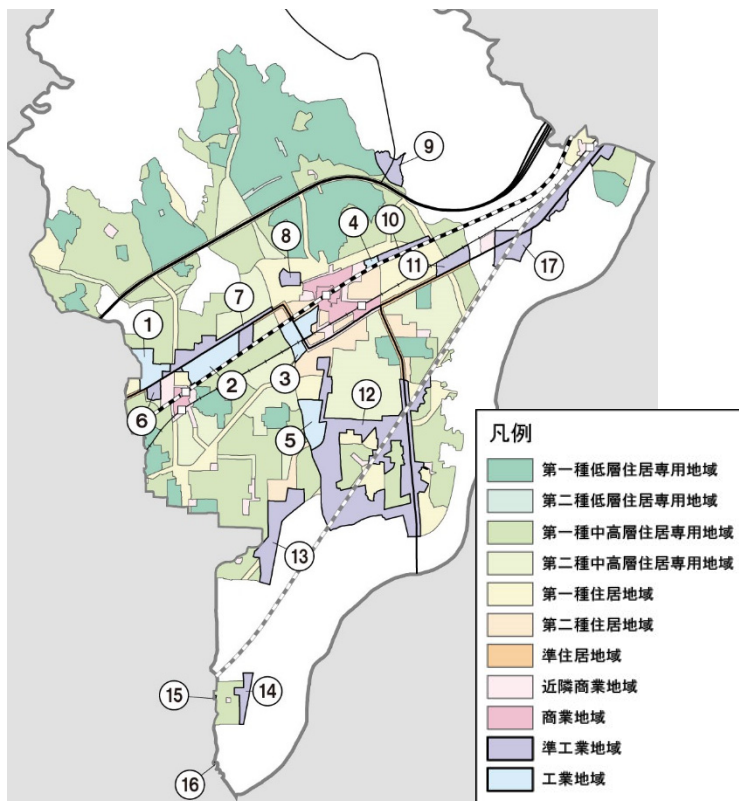 ⑨
④
⑩
⑧
⑪
⑰
⑦
①
②
③
⑫
⑥
⑤
⑬
⑮
⑭
⑯
凡例
第一種低層住居専用地域
第二種低層住居専用地域
第一種中高層住居専用地域
第二種中高層住居専用地域
第一種住居地域
第二種住居地域
準住居地域
近隣商業地域
商業地域
準工業地域
工業地域